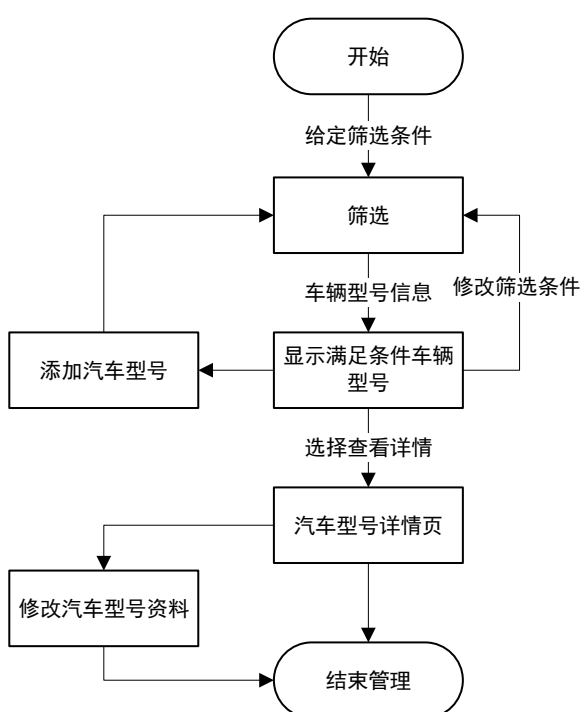 开始
给定筛选条件
筛选
车辆型号信息
修改筛选条件
添加汽车型号
显示满足条件车辆
型号
选择查看详情
汽车型号详情页
修改汽车型号资料
结束管理